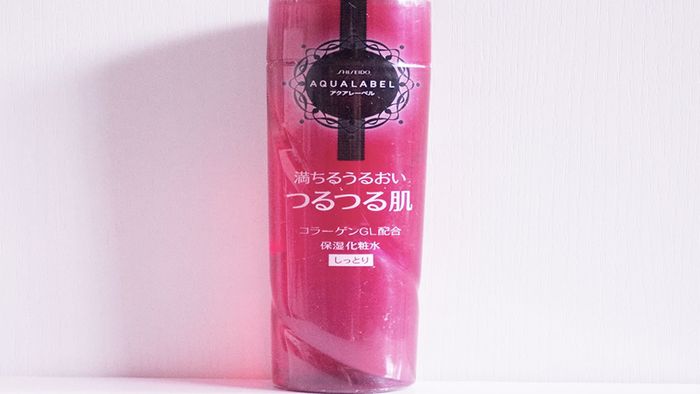 SHISEIDO
AQUALABEL
アクアレーベル
満ちるうるおい、
つるつる肌
コラーゲンGL配合
保湿化粧水
しっとり